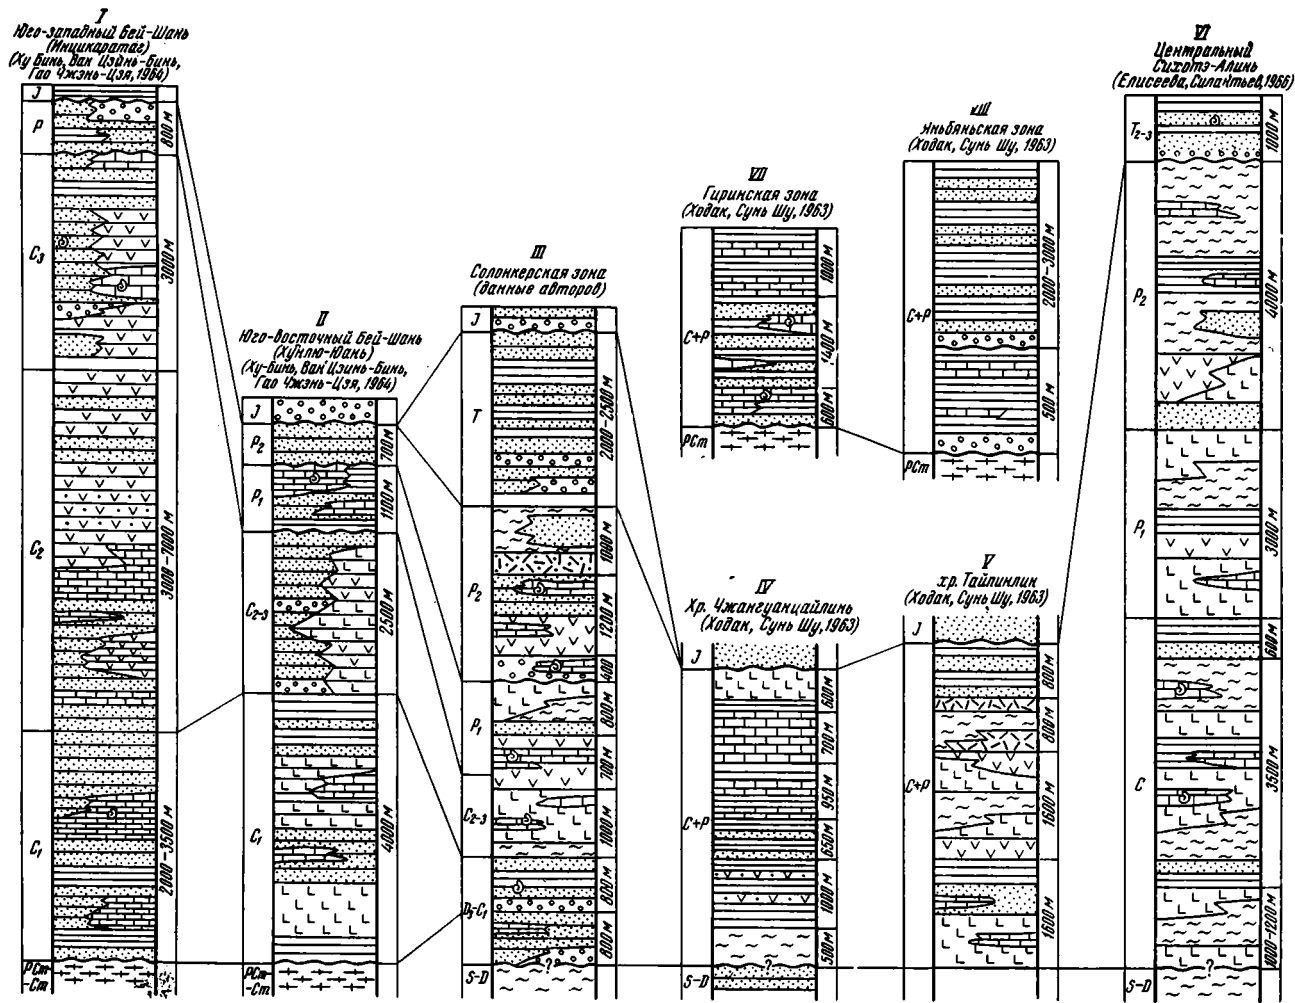 I
Юго-западный Бей-Шань
(Инцикаратаг)
(Ху Бинь, Ван Цзинь-Бинь,
Гао Чжэнь-Цзя, 1964)
J
P
C₃
C₂
C₁
PCm-
-Cm
800 м
3000 м
3000-7000 м
2000-3500 м
II
Юго-восточный Бей-Шань
(Хунлю-Юань)
(Ху-Бинь, Ван Цзинь-Бинь,
Гао Чжэнь-Цзя, 1964)
J
P₂
P₁
C₂₋₃
C₁
PCm-
-Cm
700 м
1100 м
2500 м
4000 м
III
Солонкерская зона
(данные авторов)
J
T
P₂
P₁
C₂₋₃
D₃-C₁
S-D
2000-2500 м
1000 м
1200 м
400
800 м
700 м
1000 м
800 м
800 м
?
VII
Гиринская зона
(Ходак, Сунь Шу, 1963)
C+P
PCm
1000 м
1400 м
600 м
VIII
Яньбяньская зона
(Ходак, Сунь Шу, 1963)
C+P
PCm
2000-3000 м
500 м
IV
Хр. Чжангуанцайлинь
(Ходак, Сунь Шу, 1963)
J
C+P
S-D
600 м
700 м
950 м
650 м
1000 м
500 м
?
V
хр. Тайпинлин
(Ходак, Сунь Шу, 1963)
J
C+P
800 м
800 м
1600 м
1600 м
VI
Центральный
Сихотэ-Алинь
(Елисеева, Силантьев, 1966)
T₂₋₃
P₂
P₁
C
S-D
1000 м
4000 м
3000 м
600 м
3500 м
1000-1200 м
?